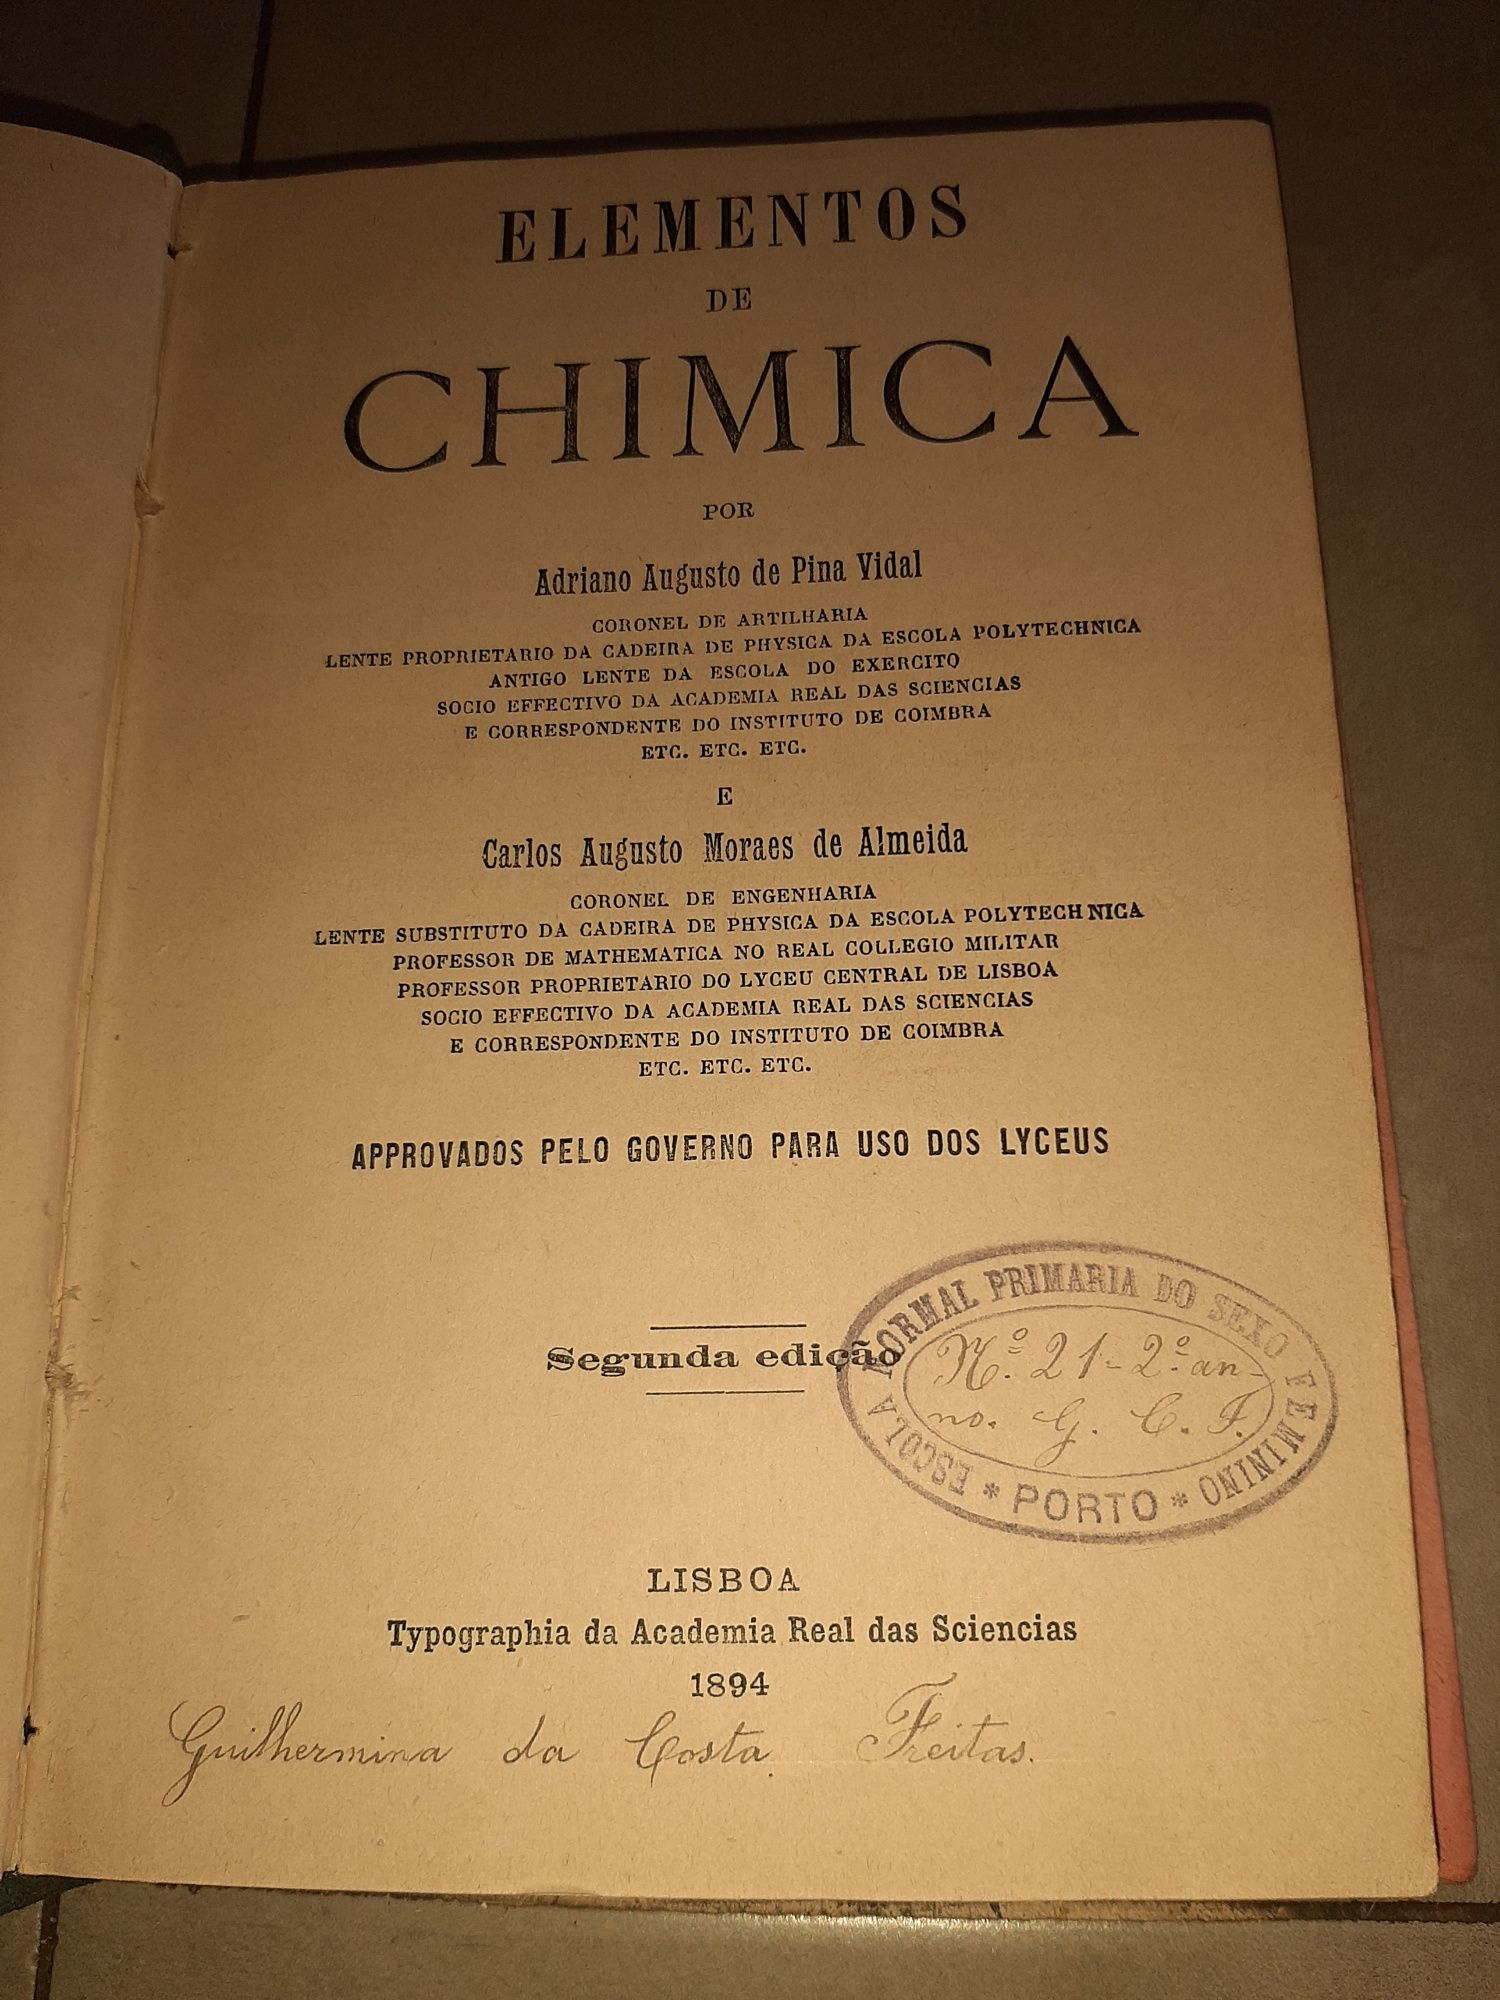 ELEMENTOS
DE
CHIMICA
POR
Adriano Augusto de Pina Vidal
CORONEL DE ARTILHARIA
LENTE PROPRIETARIO DA CADEIRA DE PHYSICA DA ESCOLA POLYTECHNICA
ANTIGO LENTE DA ESCOLA DO EXERCITO
SOCIO EFFECTIVO DA ACADEMIA REAL DAS SCIENCIAS
E CORRESPONDENTE DO INSTITUTO DE COIMBRA
ETC. ETC. ETC.
E
Carlos Augusto Moraes de Almeida
CORONEL DE ENGENHARIA
LENTE SUBSTITUTO DA CADEIRA DE PHYSICA DA ESCOLA POLYTECHNICA
PROFESSOR DE MATHEMATICA NO REAL COLLEGIO MILITAR
PROFESSOR PROPRIETARIO DO LYCEU CENTRAL DE LISBOA
SOCIO EFFECTIVO DA ACADEMIA REAL DAS SCIENCIAS
E CORRESPONDENTE DO INSTITUTO DE COIMBRA
ETC. ETC. ETC.
APPROVADOS PELO GOVERNO PARA USO DOS LYCEUS
Segunda edição
ESCOLA NORMAL PRIMARIA DO SEXO FEMININO
* PORTO *
Nº. 21-2º. an-
no. G. C. F.
LISBOA
Typographia da Academia Real das Sciencias
1894
Guilhermina da Costa Freitas.